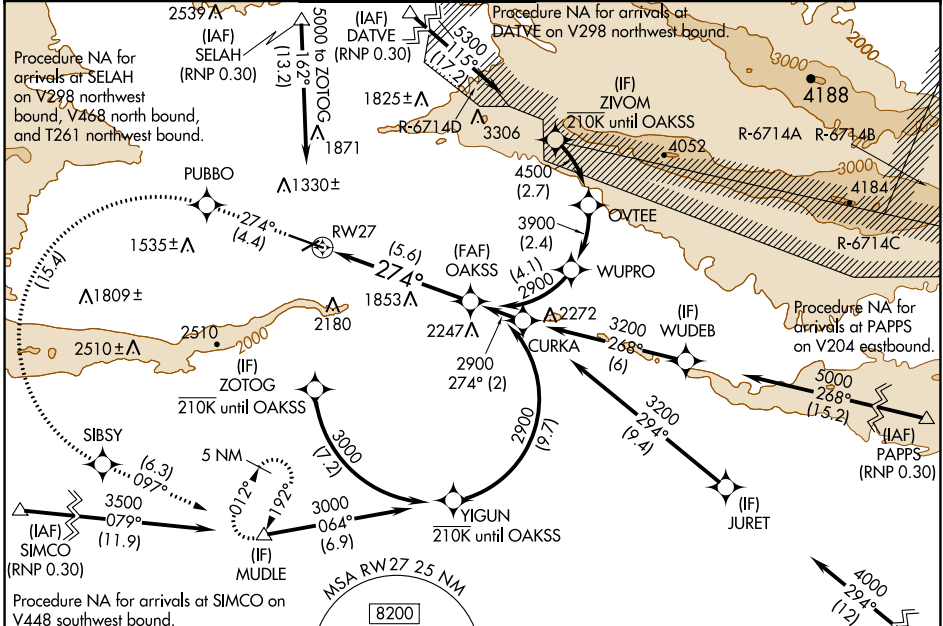 2539
(IAF)
SELAH
(RNP 0.30)
5000 to ZOTOG
162°
(13.2)
(IAF)
DATVE
(RNP 0.30)
5300
115°
(17.2)
Procedure NA for arrivals at
DATVE on V298 northwest bound.
2000
3000
4188
Procedure NA for
arrivals at SELAH
on V298 northwest
bound, V468 north bound,
and T261 northwest bound.
1825±
R-6714D
3306
(IF)
ZIVOM
210K until OAKSS
4052
R-6714A
R-6714B
3000
4184
R-6714C
1871
1330±
PUBBO
274°
(4.4)
RW27
4500
(2.7)
OVTEE
3900
(2.4)
WUPRO
(4.1)
2900
(15.4)
1535±
(5.6)
274°
(FAF)
OAKSS
1853
1809±
2180
2247
2272
CURKA
2900
274° (2)
3200
268°
(6)
(IF)
WUDEB
Procedure NA for
arrivals at PAPPS
on V204 eastbound.
2510±
2510
2000
(IF)
ZOTOG
210K until OAKSS
3000
(7.2)
2900
(9.7)
3200
294°
(9.4)
5000
268°
(15.2)
(IAF)
PAPPS
(RNP 0.30)
SIBSY
(6.3)
097°
5 NM
012°
192°
3500
079°
(11.9)
(IAF)
SIMCO
(RNP 0.30)
(IF)
MUDLE
3000
064°
(6.9)
YIGUN
210K until OAKSS
(IF)
JURET
MSA RW27 25 NM
8200
4000
294°
(12)
Procedure NA for arrivals at SIMCO on
V448 southwest bound.